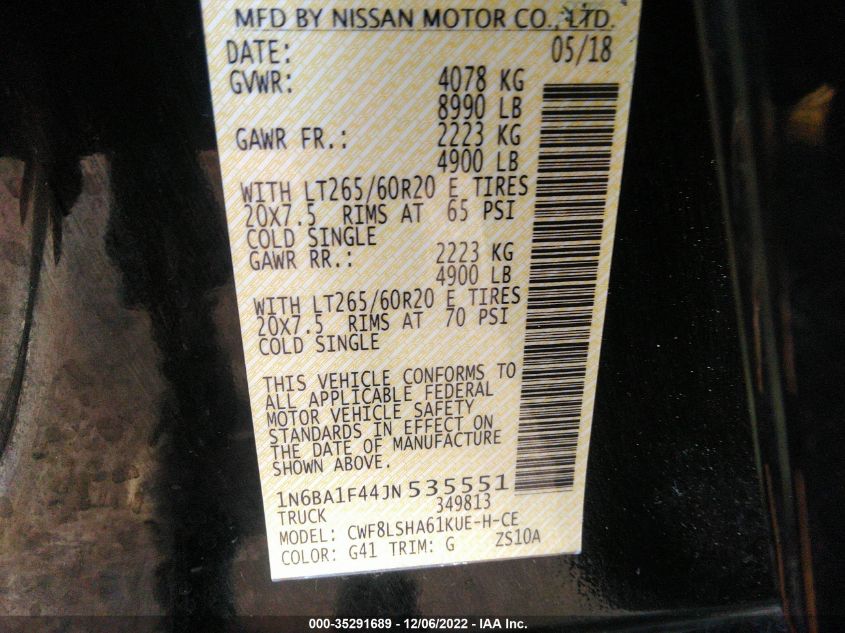 MFD BY NISSAN MOTOR CO., LTD.
DATE: 05/18
GVWR: 4078 KG
8990 LB
GAWR FR.: 2223 KG
4900 LB
WITH LT265/60R20 E TIRES
20X7.5 RIMS AT 65 PSI
COLD SINGLE
GAWR RR.: 2223 KG
4900 LB
WITH LT265/60R20 E TIRES
20X7.5 RIMS AT 70 PSI
COLD SINGLE
THIS VEHICLE CONFORMS TO
ALL APPLICABLE FEDERAL
MOTOR VEHICLE SAFETY
STANDARDS IN EFFECT ON
THE DATE OF MANUFACTURE
SHOWN ABOVE.
1N6BA1F44JN535551
TRUCK 349813
MODEL: CWF8LSHA61KUE-H-CE
COLOR: G41 TRIM: G ZS10A
000-35291689 - 12/06/2022 - IAA Inc.